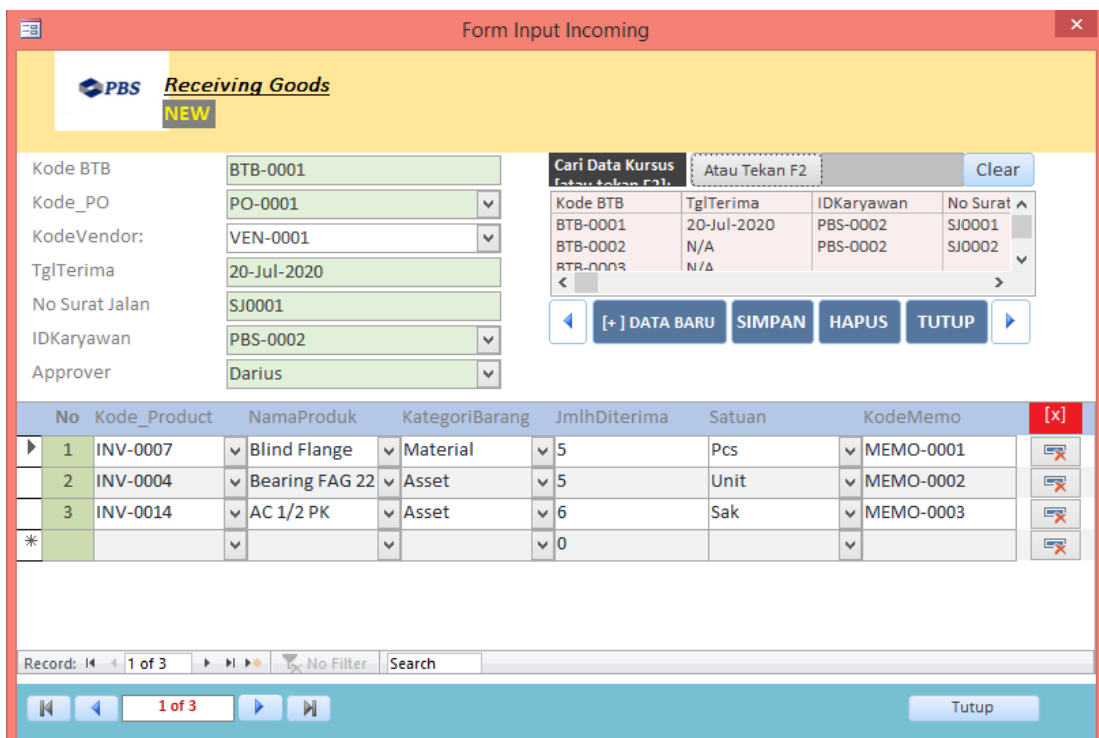 Form Input Incoming
PBS Receiving Goods
NEW
Kode BTB BTB-0001
Kode_PO PO-0001
KodeVendor: VEN-0001
TglTerima 20-Jul-2020
No Surat Jalan SJ0001
IDKaryawan PBS-0002
Approver Darius
Cari Data Kursus Atau Tekan F2 Clear
[atau tekan F2]:
Kode BTB TglTerima IDKaryawan No Surat
BTB-0001 20-Jul-2020 PBS-0002 SJ0001
BTB-0002 N/A PBS-0002 SJ0002
BTB-0003 N/A
[+ ] DATA BARU SIMPAN HAPUS TUTUP
No Kode_Product NamaProduk KategoriBarang JmlhDiterima Satuan KodeMemo [x]
1 INV-0007 Blind Flange Material 5 Pcs MEMO-0001
2 INV-0004 Bearing FAG 22 Asset 5 Unit MEMO-0002
3 INV-0014 AC 1/2 PK Asset 6 Sak MEMO-0003
* 0
Record: 1 of 3 No Filter Search
1 of 3 Tutup